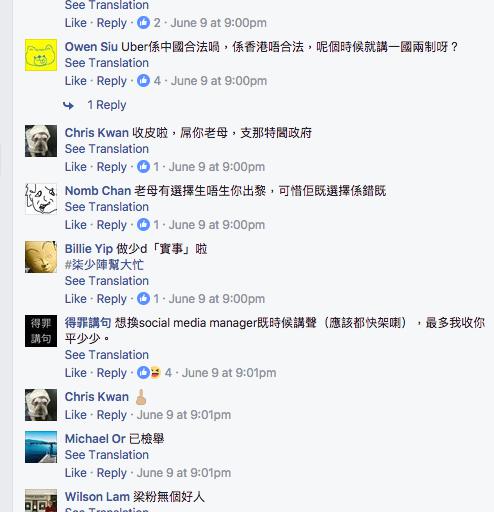 See Translation
Like · Reply · 2 · June 9 at 9:00pm
Owen Siu Uber係中國合法喎，係香港唔合法，呢個時候就講一國兩制呀？
See Translation
Like · Reply · 4 · June 9 at 9:00pm
1 Reply
Chris Kwan 收皮啦，屌你老母，支那特閪政府
See Translation
Like · Reply · 1 · June 9 at 9:00pm
Nomb Chan 老母有選擇生唔生你出黎，可惜佢既選擇係錯既
See Translation
Like · Reply · 1 · June 9 at 9:00pm
Billie Yip 做少d「實事」啦
#柒少陣幫大忙
See Translation
Like · Reply · 1 · June 9 at 9:00pm
得罪
講句
得罪講句 想換social media manager既時候講聲（應該都快架喇），最多我收你
平少少。
See Translation
Like · Reply · 4 · June 9 at 9:01pm
Chris Kwan
Like · Reply · June 9 at 9:01pm
Michael Or 已檢舉
See Translation
Like · Reply · June 9 at 9:01pm
Wilson Lam 梁粉無個好人
See Translation